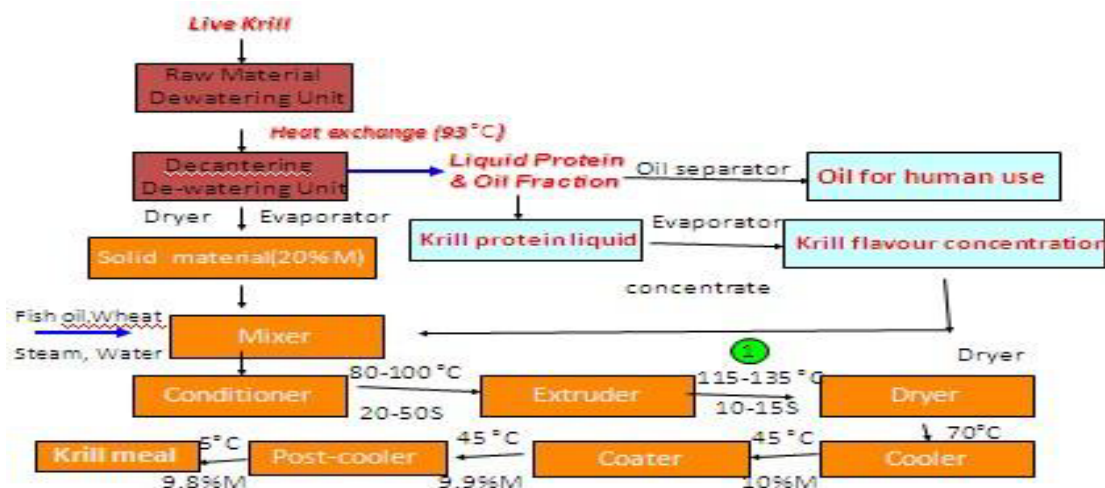 Live Krill
Raw Material
Dewatering Unit
Heat exchange (93°C)
Decantering
De-watering Unit
Liquid Protein
& Oil Fraction
Oil separator
Oil for human use
Dryer
Evaporator
Krill protein liquid
Evaporator
Krill flavour concentration
Solid material(20%M)
concentrate
Fish oil,Wheat
Steam, Water
Mixer
1
Dryer
Conditioner
80-100°C
20-50S
Extruder
115-135°C
10-15S
Dryer
70°C
Krill meal
5°C
9.8%M
Post-cooler
45°C
9.9%M
Coater
45°C
10%M
Cooler